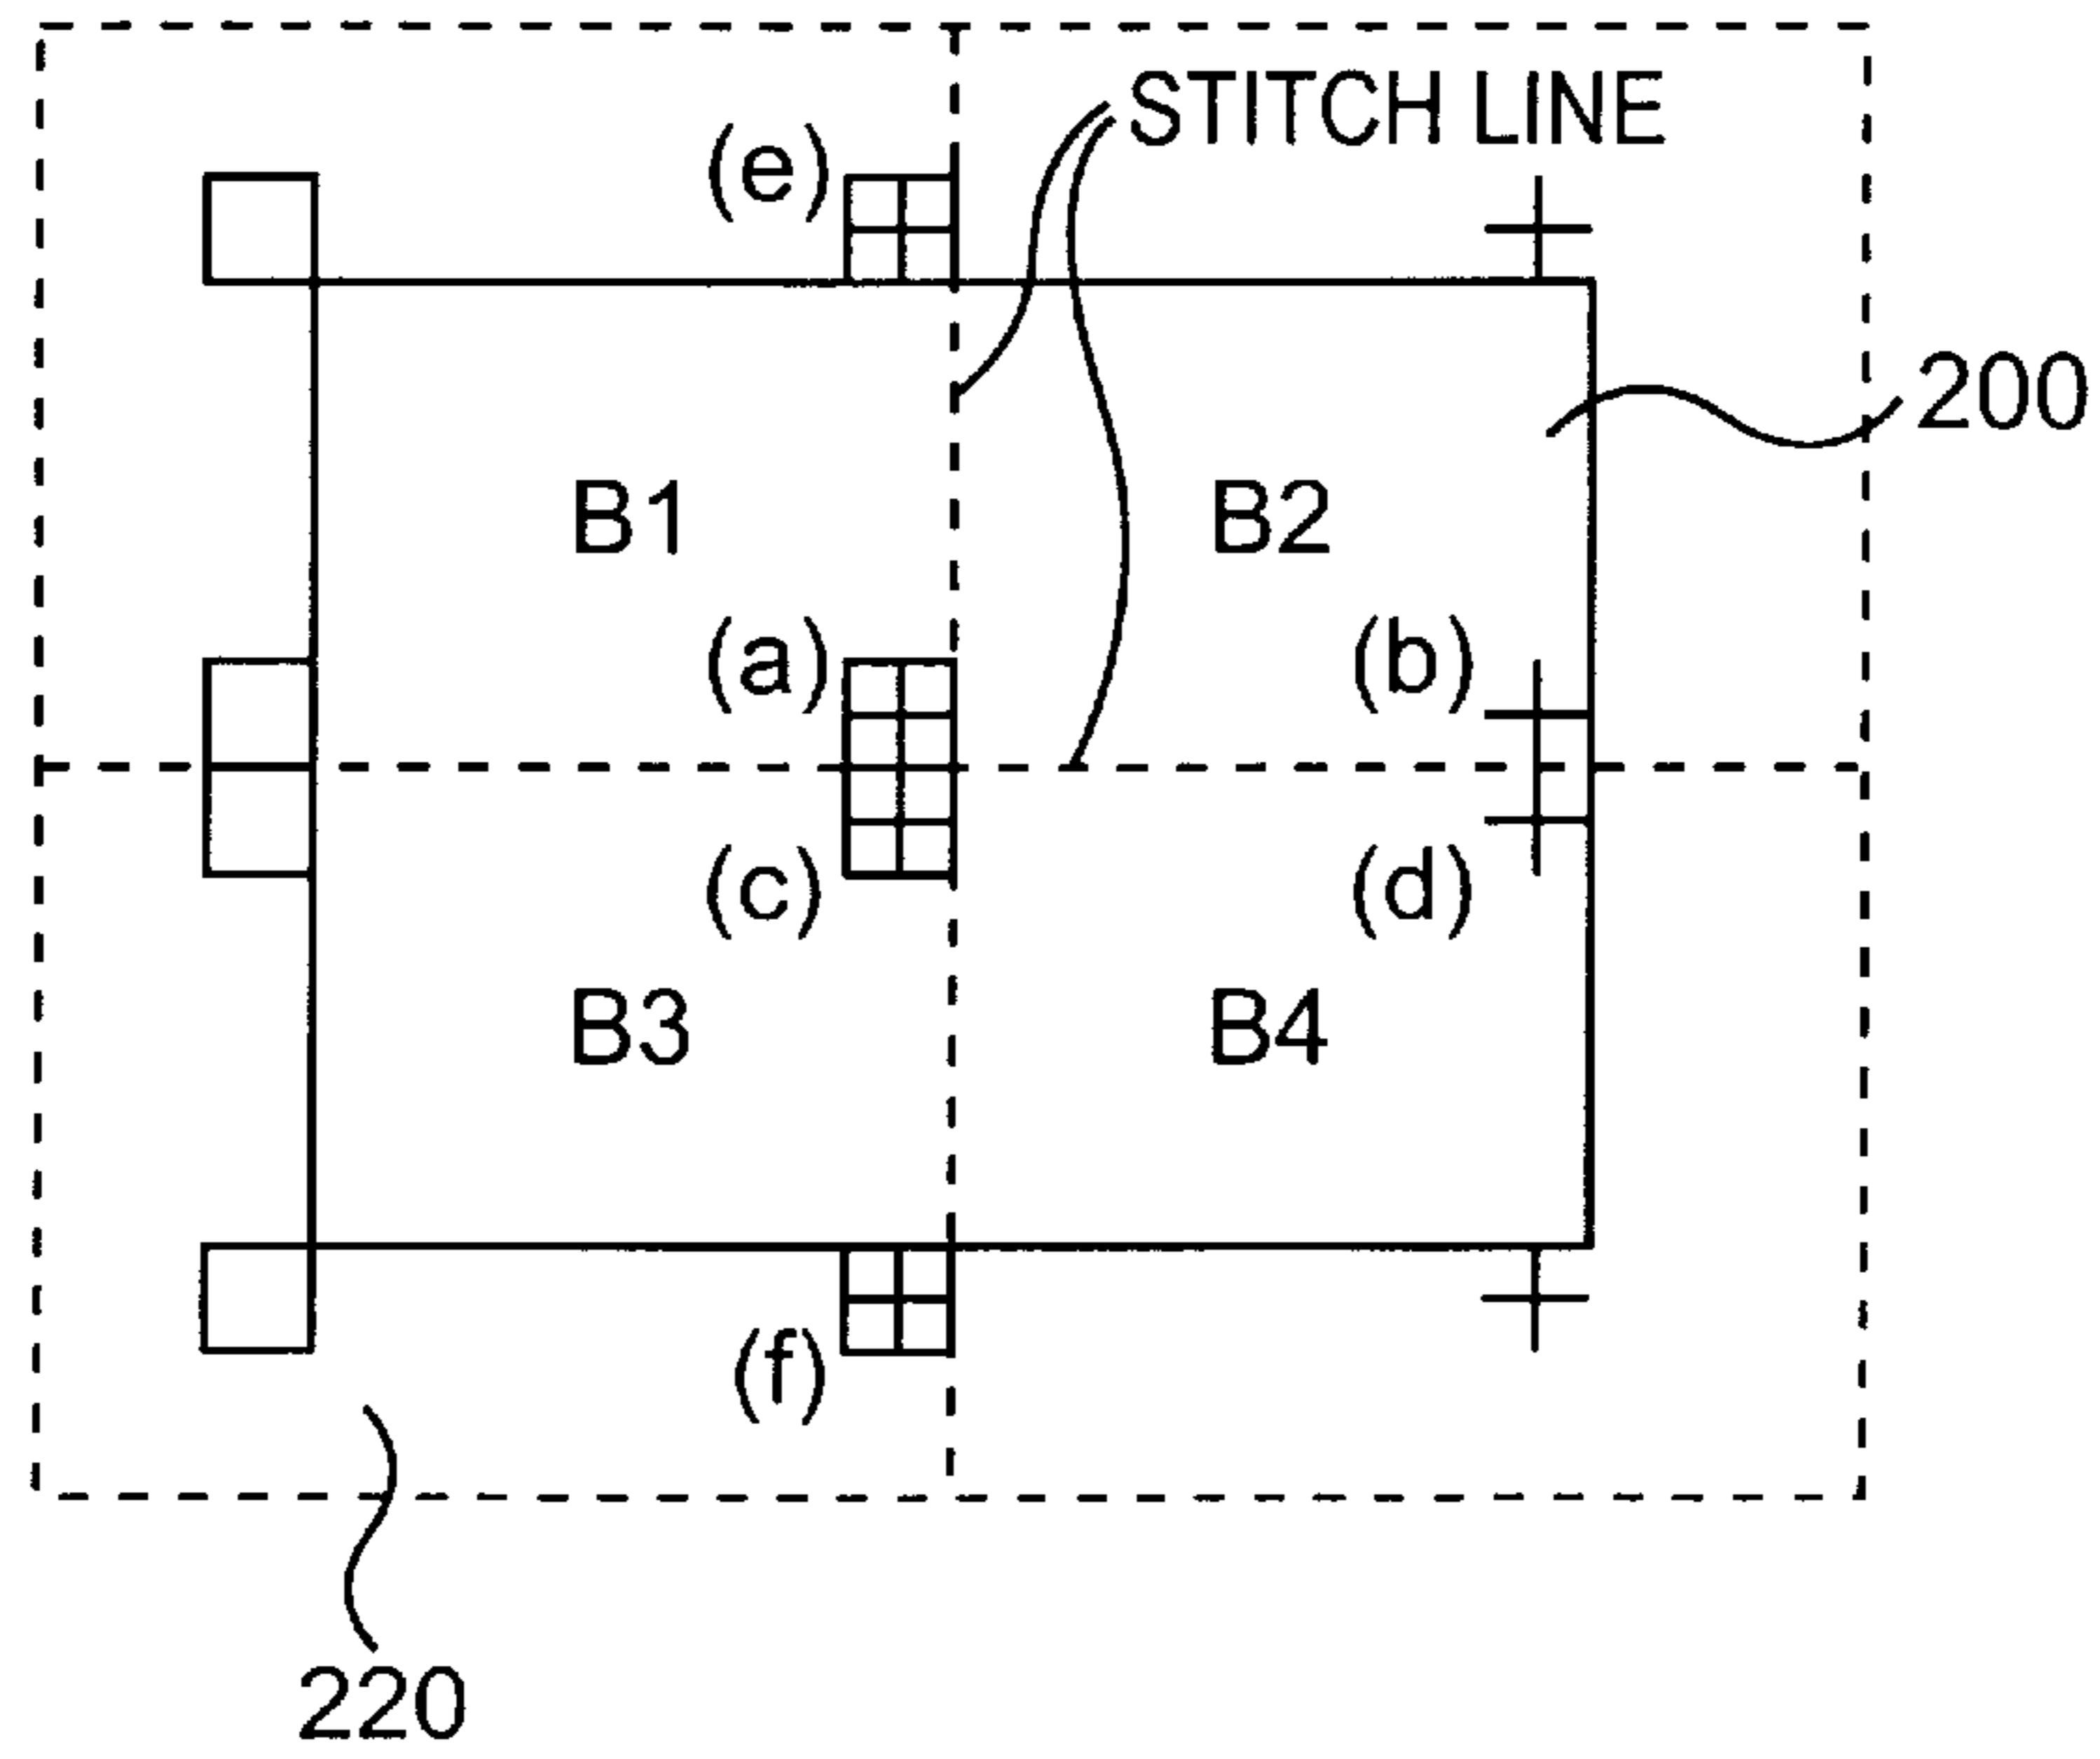 STITCH LINE
(e)
200
B1
B2
(a)
(b)
(c)
(d)
B3
B4
(f)
220